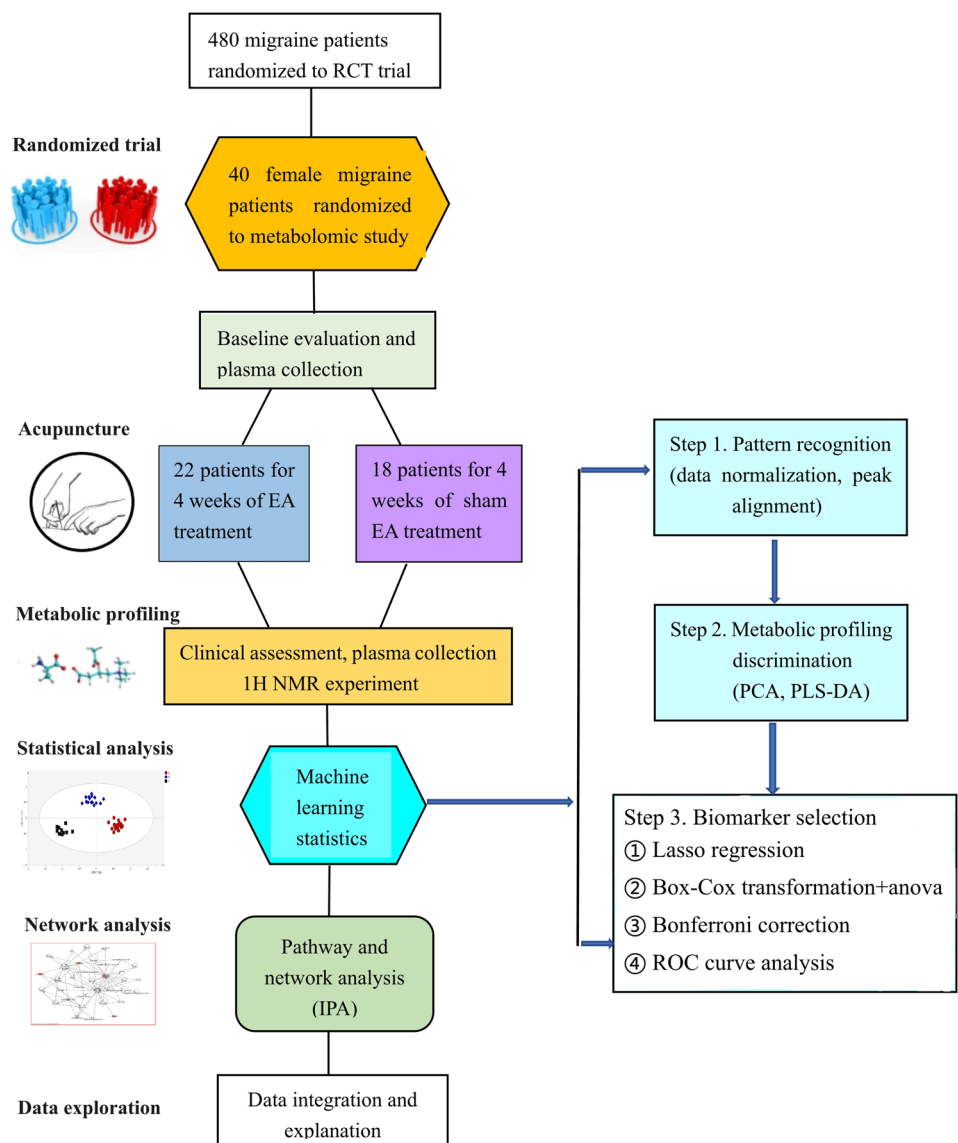 480 migraine patients
randomized to RCT trial
Randomized trial
40 female migraine
patients randomized
to metabolomic study
Baseline evaluation and
plasma collection
Acupuncture
22 patients for
4 weeks of EA
treatment
18 patients for 4
weeks of sham
EA treatment
Metabolic profiling
Clinical assessment, plasma collection
1H NMR experiment
Statistical analysis
Machine
learning
statistics
Network analysis
Pathway and
network analysis
(IPA)
Data exploration
Data integration and
explanation
Step 1. Pattern recognition
(data normalization, peak
alignment)
Step 2. Metabolic profiling
discrimination
(PCA, PLS-DA)
Step 3. Biomarker selection
① Lasso regression
② Box-Cox transformation+anova
③ Bonferroni correction
④ ROC curve analysis